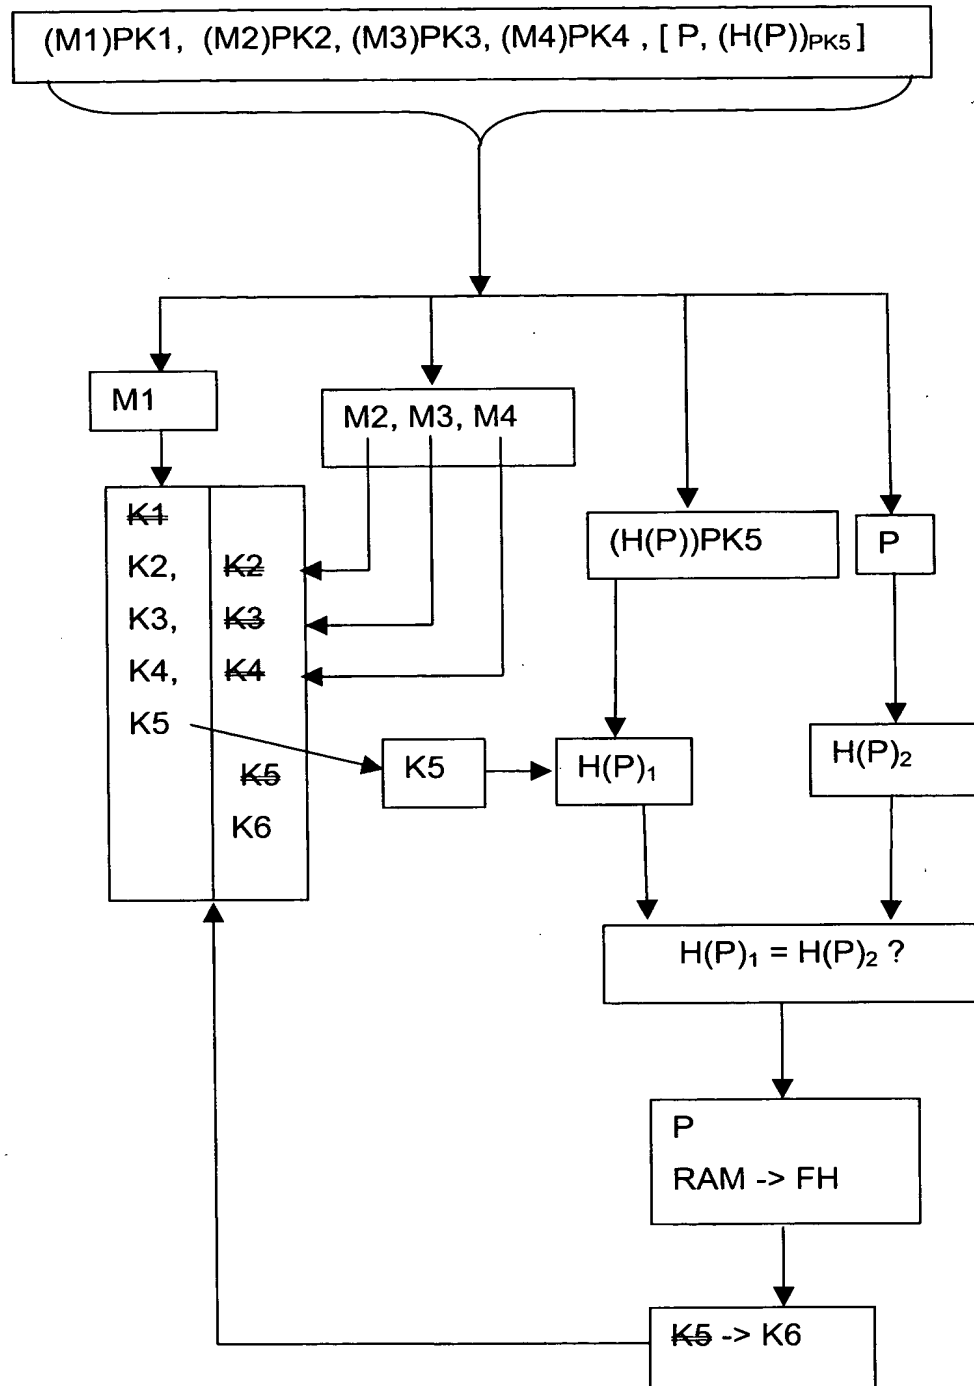 (M1)PK1, (M2)PK2, (M3)PK3, (M4)PK4 , [ P, (H(P))PK5 ]
M1
M2, M3, M4
K1
K2, K2
K3, K3
K4, K4
K5
K5
K6
K5
(H(P))PK5
P
H(P)1
H(P)2
H(P)1 = H(P)2 ?
P
RAM -> FH
K5 -> K6